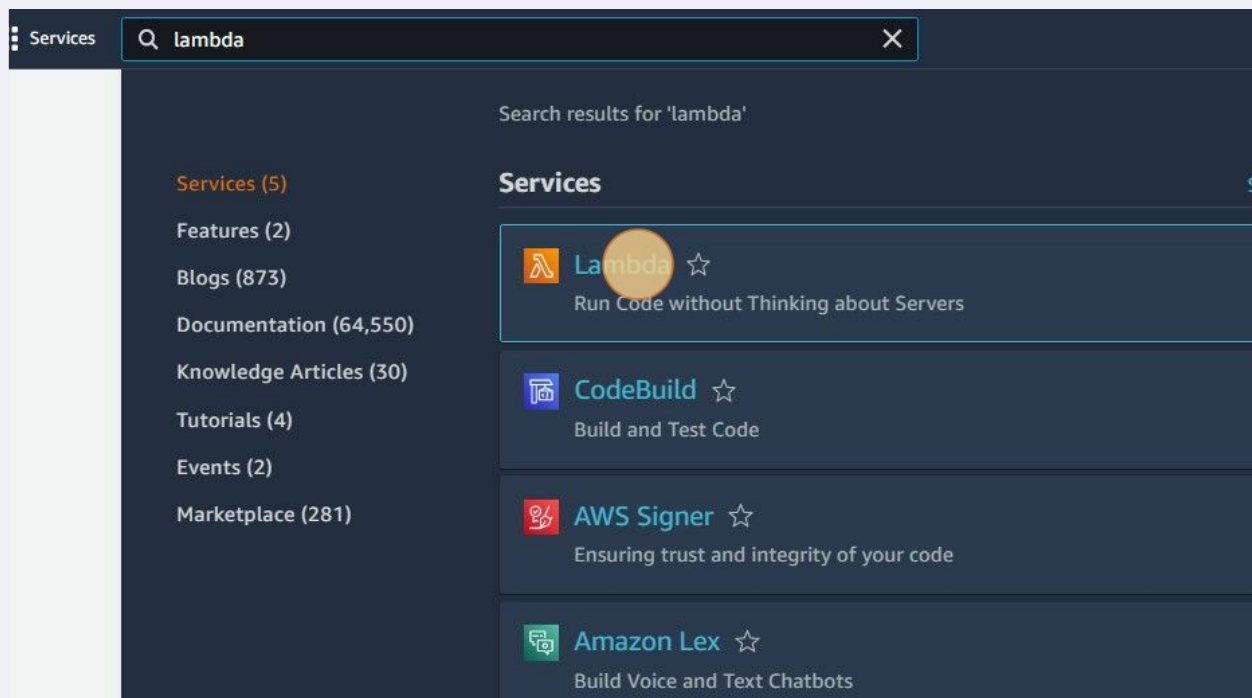 Services
lambda
Search results for 'lambda'
Services (5)
Features (2)
Blogs (873)
Documentation (64,550)
Knowledge Articles (30)
Tutorials (4)
Events (2)
Marketplace (281)
Services
Lambda
Run Code without Thinking about Servers
CodeBuild
Build and Test Code
AWS Signer
Ensuring trust and integrity of your code
Amazon Lex
Build Voice and Text Chatbots